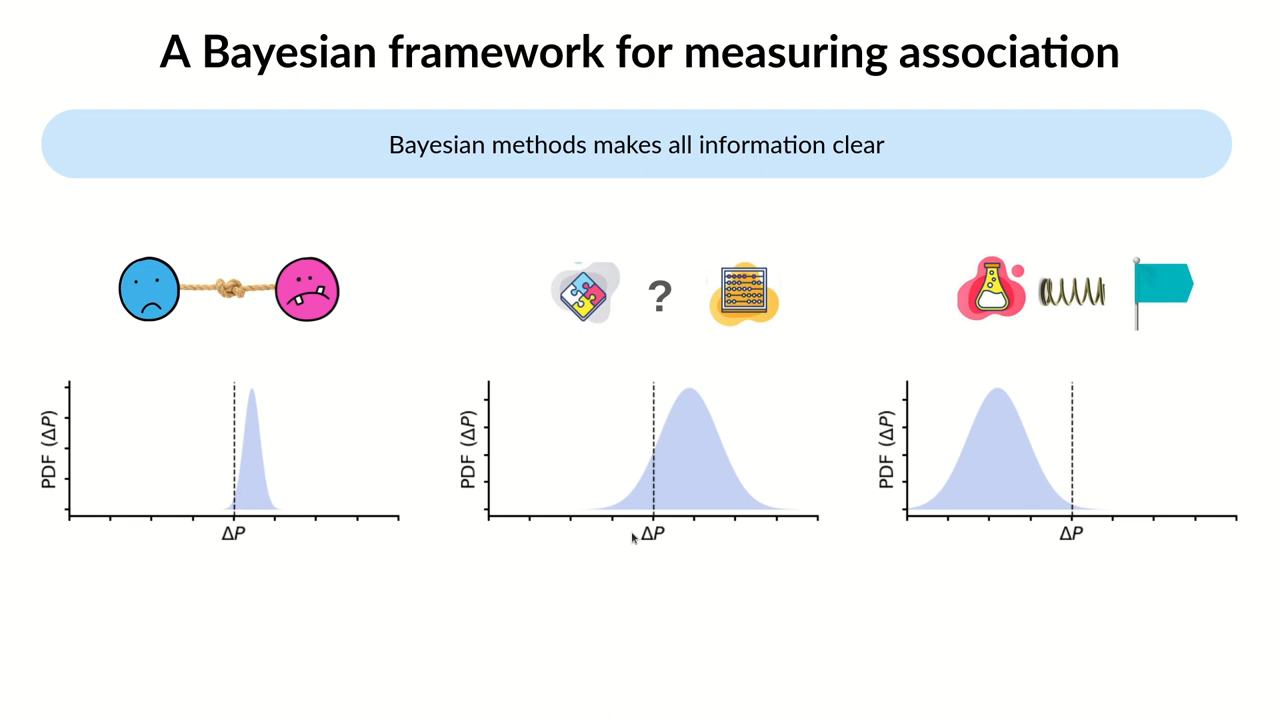 A Bayesian framework for measuring association
Bayesian methods makes all information clear
?
PDF (ΔP)
ΔP
PDF (ΔP)
ΔP
PDF (ΔP)
ΔP